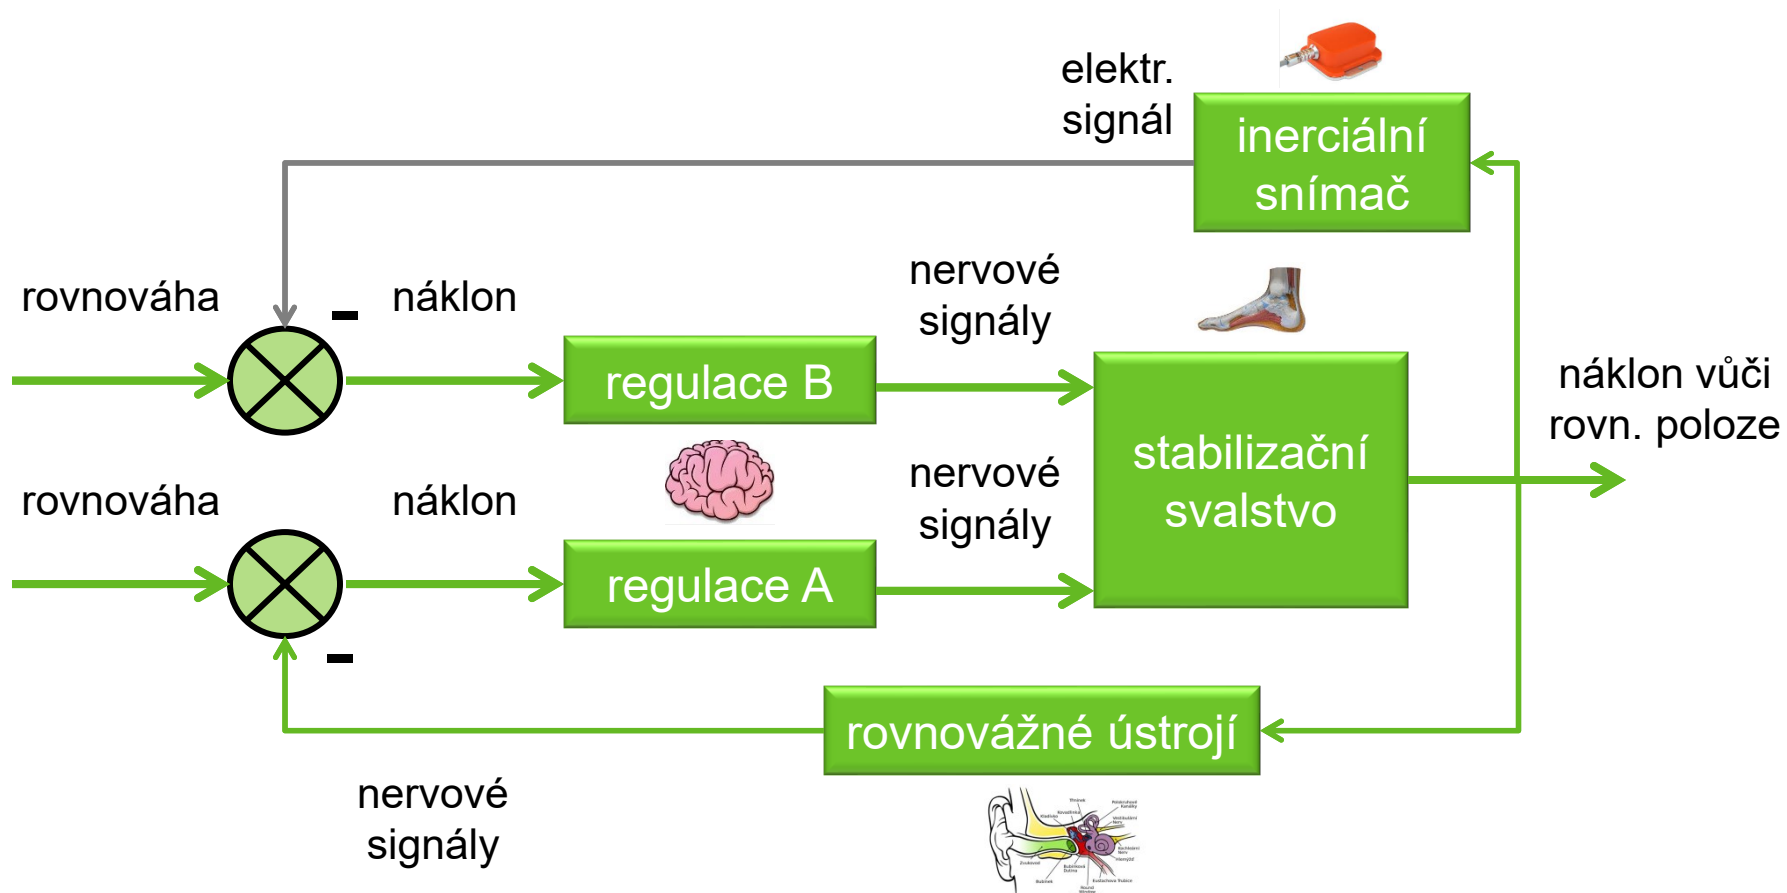 elektr.
signál
inerciální
snímač
rovnováha
náklon
nervové
signály
regulace B
náklon vůči
rovn. poloze
stabilizační
svalstvo
rovnováha
náklon
nervové
signály
regulace A
rovnovážné ústrojí
nervové
signály